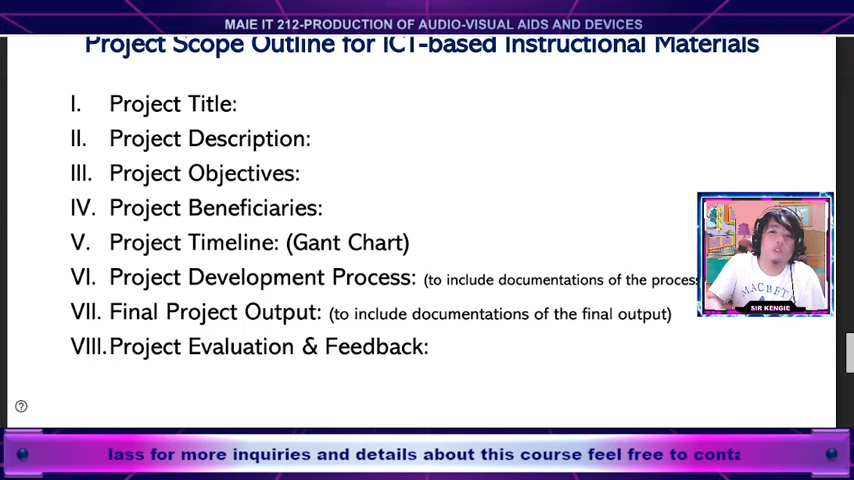 MAIE IT 212-PRODUCTION OF AUDIO-VISUAL AIDS AND DEVICES
Project Scope Outline for ICT-based Instructional Materials
I. Project Title:
II. Project Description:
III. Project Objectives:
IV. Project Beneficiaries:
V. Project Timeline: (Gant Chart)
VI. Project Development Process: (to include documentations of the process
VII. Final Project Output: (to include documentations of the final output)
VIII. Project Evaluation & Feedback:
MACBETH
SIR KENGIE
lass for more inquiries and details about this course feel free to conta